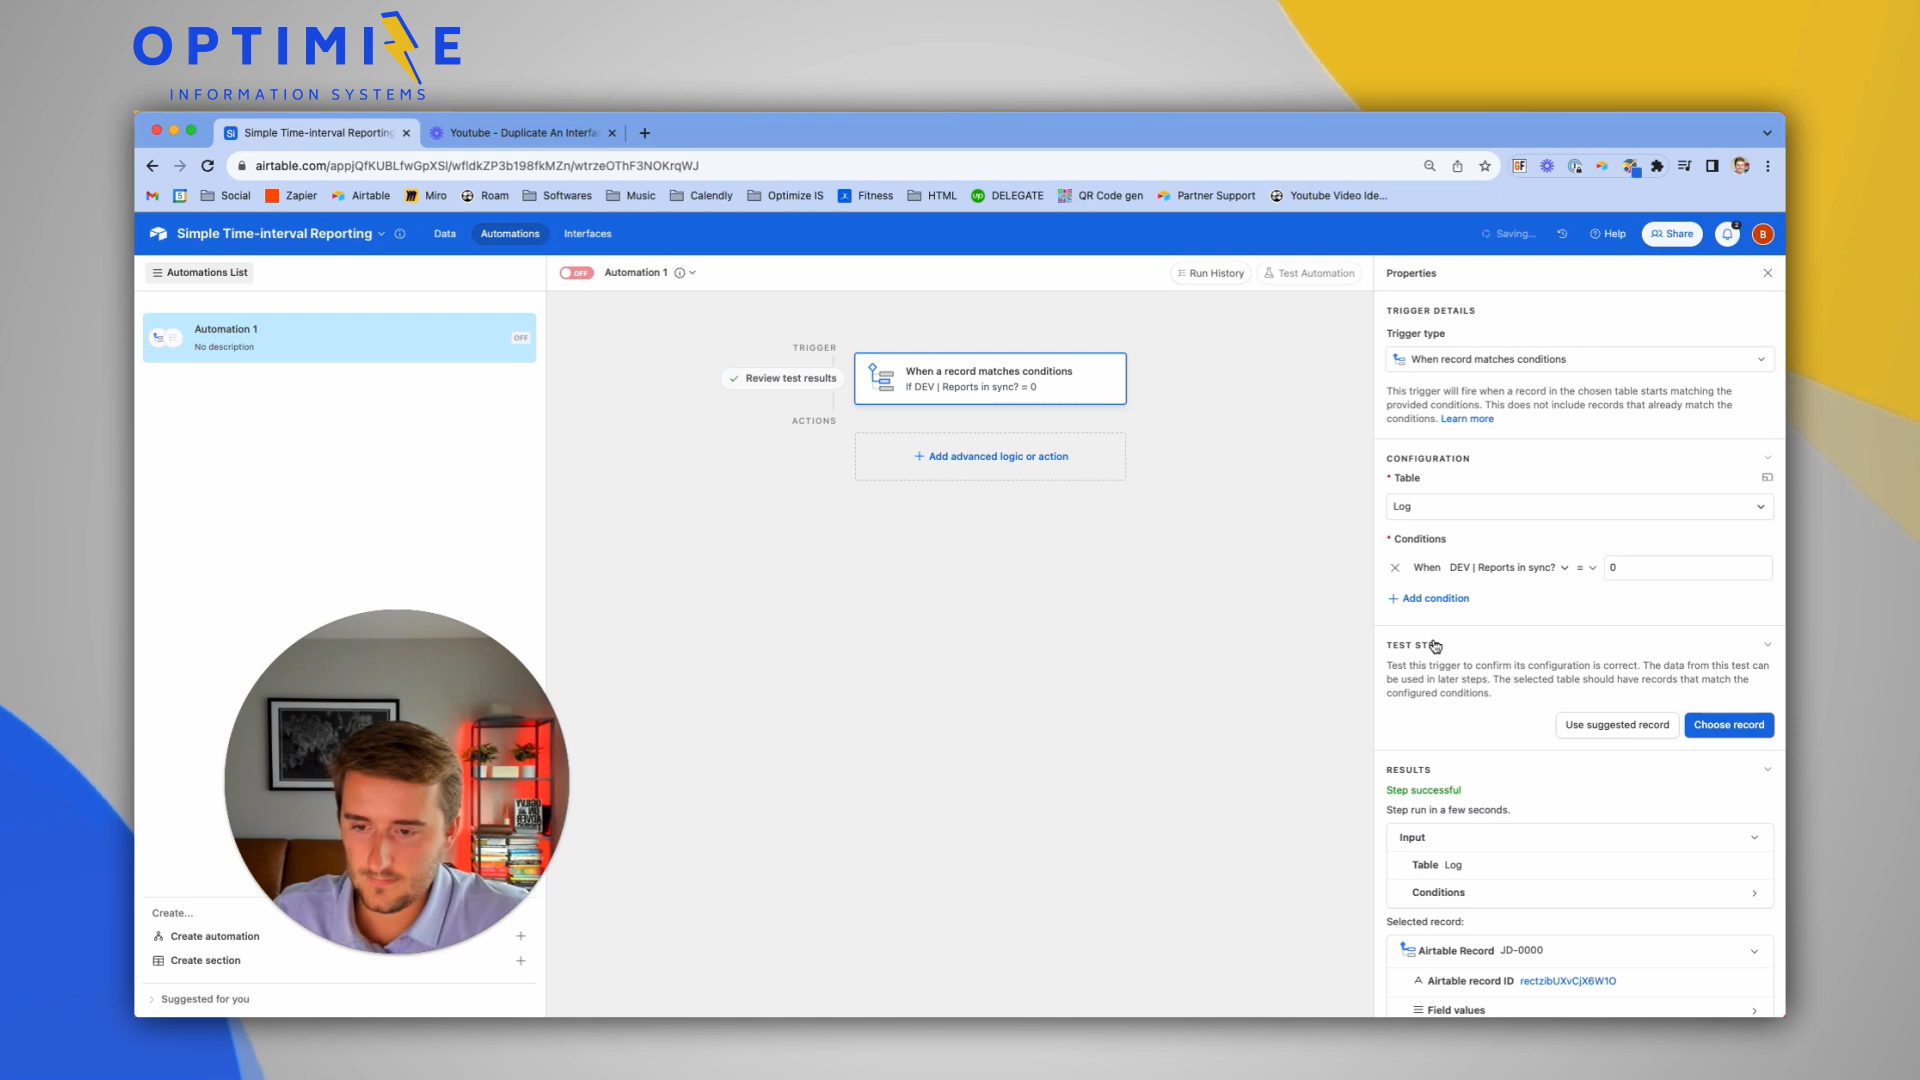 OPTIMIZE
INFORMATION SYSTEMS
Simple Time-interval Reporting
Youtube - Duplicate An Interfa
airtable.com/appjQfKUBLfwGpXSl/wfldkZP3b198fkMZn/wtrzeOThF3NOKrqWJ
Social
Zapier
Airtable
Miro
Roam
Softwares
Music
Calendly
Optimize IS
Fitness
HTML
DELEGATE
QR Code gen
Partner Support
Youtube Video Ide...
Simple Time-interval Reporting
Data
Automations
Interfaces
Saving...
Help
Share
2
B
Automations List
OFF
Automation 1
Run History
Test Automation
Properties
Automation 1
No description
OFF
TRIGGER
Review test results
When a record matches conditions
If DEV | Reports in sync? = 0
ACTIONS
+ Add advanced logic or action
TRIGGER DETAILS
Trigger type
When record matches conditions
This trigger will fire when a record in the chosen table starts matching the
provided conditions. This does not include records that already match the
conditions. Learn more
CONFIGURATION
* Table
Log
* Conditions
When DEV | Reports in sync? = 0
+ Add condition
TEST
Test this trigger to confirm its configuration is correct. The data from this test can
be used in later steps. The selected table should have records that match the
configured conditions.
Use suggested record
Choose record
RESULTS
Step successful
Step run in a few seconds.
Input
Table Log
Conditions
Selected record:
Airtable Record JD-0000
Airtable record ID rectzibUXvCjX6W1O
Field values
Create...
Create automation
Create section
Suggested for you